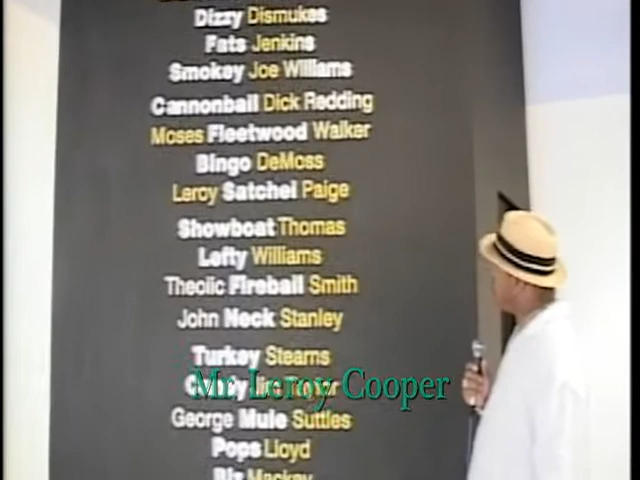 Dizzy Dismukes
Fats Jenkins
Smokey Joe Williams
Cannonball Dick Redding
Moses Fleetwood Walker
Bingo DeMoss
Leroy Satchel Paige
Showboat Thomas
Lefty Williams
Theolic Fireball Smith
John Neck Stanley
Turkey Stearns
Mr. Leroy Cooper
George Mule Suttles
Pops Lloyd
Biz Mackey